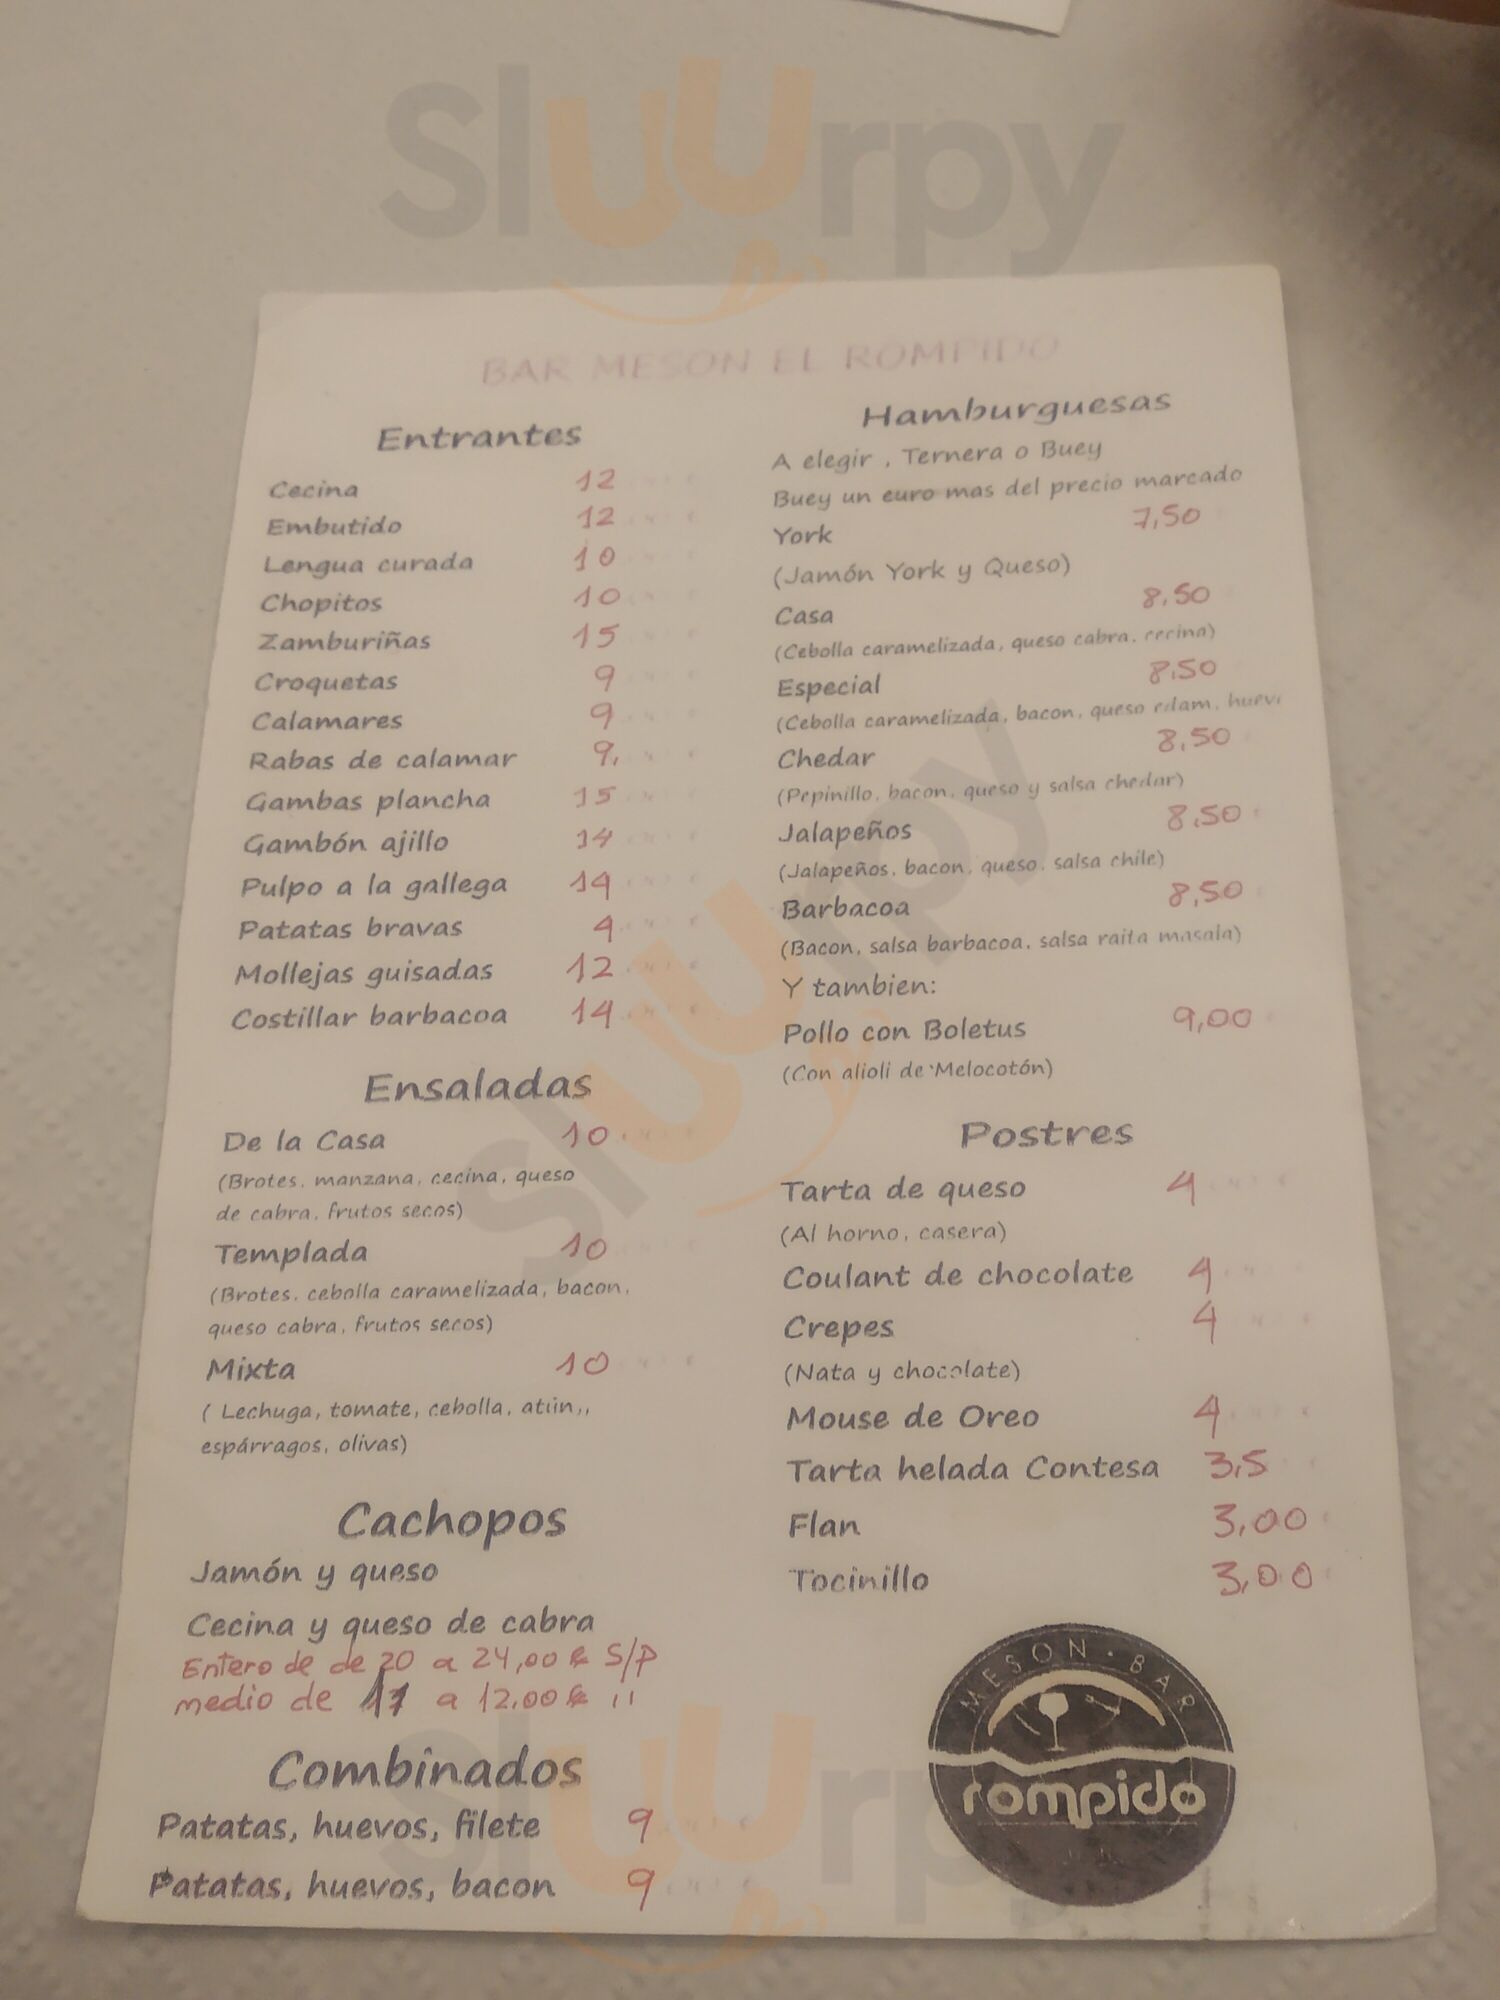 Sluurpy
BAR MESON EL ROMPIDO
Entrantes
Cecina 12
Embutido 12
Lengua curada 10
Chopitos 10
Zamburiñas 15
Croquetas 9
Calamares 9
Rabas de calamar 9,
Gambas plancha 15
Gambón ajillo 14
Pulpo a la gallega 14
Patatas bravas 4
Mollejas guisadas 12
Costillar barbacoa 14
Ensaladas
De la Casa 10
(Brotes, manzana, cecina, queso
de cabra, frutos secos)
Templada 10
(Brotes, cebolla caramelizada, bacon,
queso cabra, frutos secos)
Mixta 10
( Lechuga, tomate, cebolla, atún,,
espárragos, olivas)
Cachopos
Jamón y queso
Cecina y queso de cabra
Entero de de 20 a 24,00 € S/P
medio de a 12,00 € ''
Combinados
Patatas, huevos, filete 9
Patatas, huevos, bacon 9
Hamburguesas
A elegir , Ternera o Buey
Buey un euro mas del precio marcado
York 7,50
(Jamón York y Queso)
Casa 8,50
(Cebolla caramelizada, queso cabra, cecina)
Especial 8,50
(Cebolla caramelizada, bacon, queso edam,
Chedar 8,50
(Pepinillo, bacon, queso y salsa chedar)
Jalapeños 8,50
(Jalapeños, bacon, queso, salsa chile)
Barbacoa 8,50
(Bacon, salsa barbacoa, salsa raita masala)
Y tambien:
Pollo con Boletus 9,00
(Con alioli de Melocotón)
Postres
Tarta de queso 4
(Al horno, casera)
Coulant de chocolate 4
Crepes 4
(Nata y chocolate)
Mouse de Oreo 4
Tarta helada Contesa 3,5
Flan 3,00
Tocinillo 3,00
MESON · BAR
rompido
Sluurpy
Sluurpy